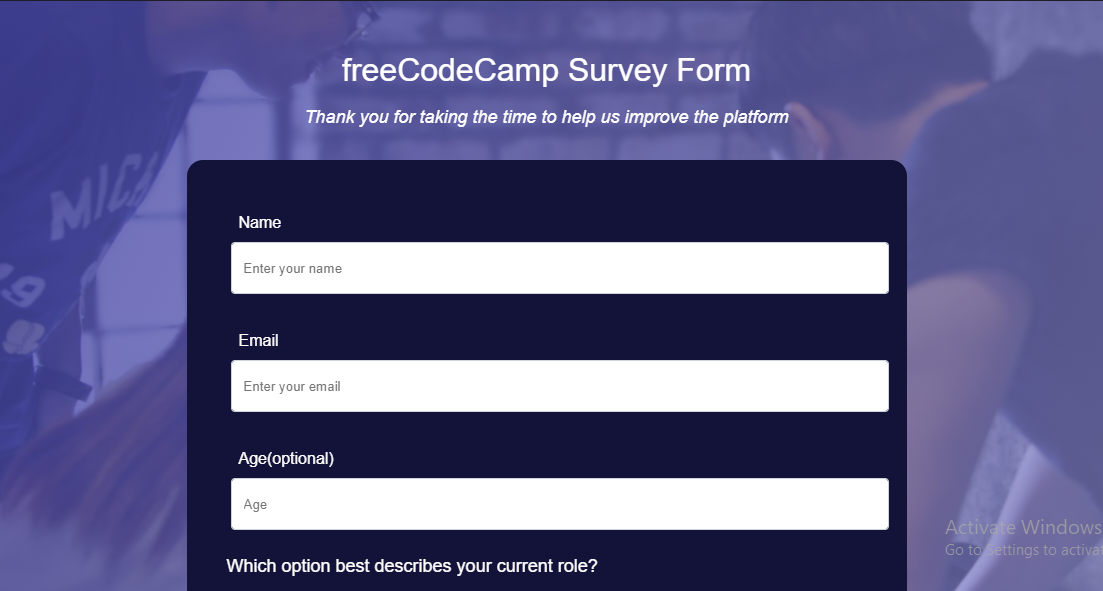 freeCodeCamp Survey Form
Thank you for taking the time to help us improve the platform
Name
Enter your name
Email
Enter your email
Age(optional)
Age
Which option best describes your current role?
Activate Windows
Go to Settings to